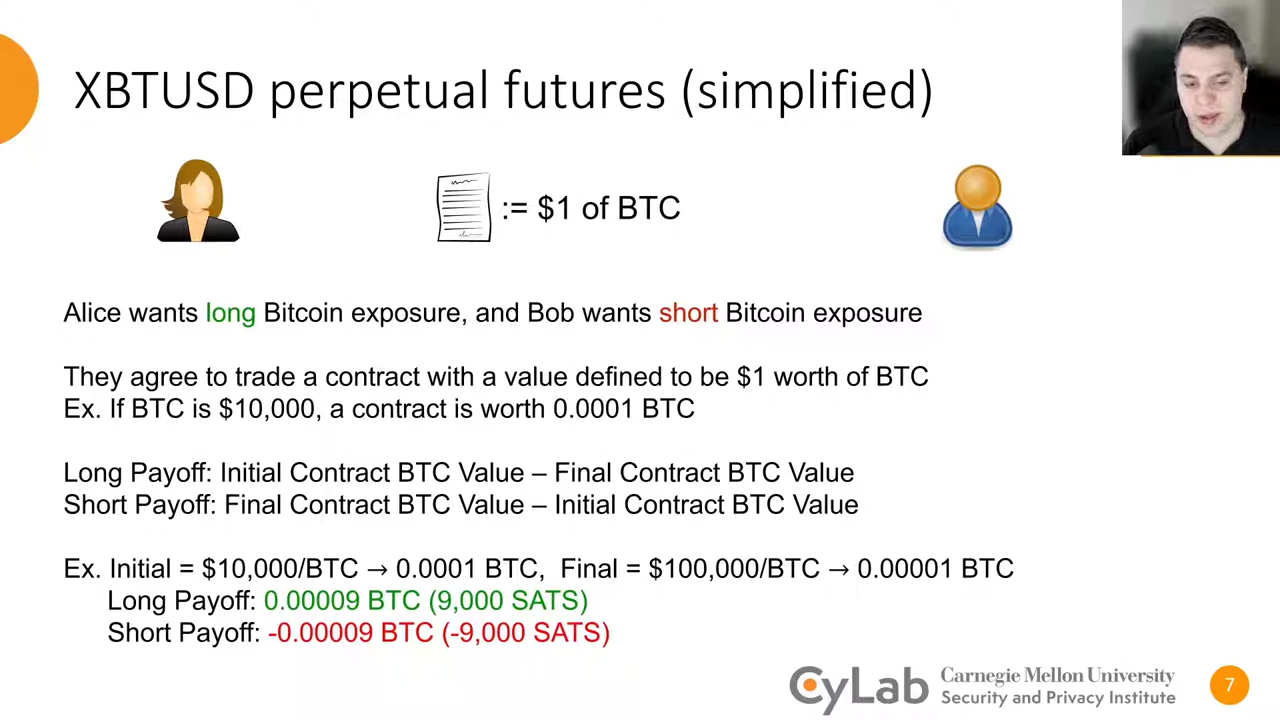 XBTUSD perpetual futures (simplified)
:= $1 of BTC
Alice wants long Bitcoin exposure, and Bob wants short Bitcoin exposure
They agree to trade a contract with a value defined to be $1 worth of BTC
Ex. If BTC is $10,000, a contract is worth 0.0001 BTC
Long Payoff: Initial Contract BTC Value – Final Contract BTC Value
Short Payoff: Final Contract BTC Value – Initial Contract BTC Value
Ex. Initial = $10,000/BTC → 0.0001 BTC, Final = $100,000/BTC → 0.00001 BTC
Long Payoff: 0.00009 BTC (9,000 SATS)
Short Payoff: -0.00009 BTC (-9,000 SATS)
CyLab
Carnegie Mellon University
Security and Privacy Institute
7